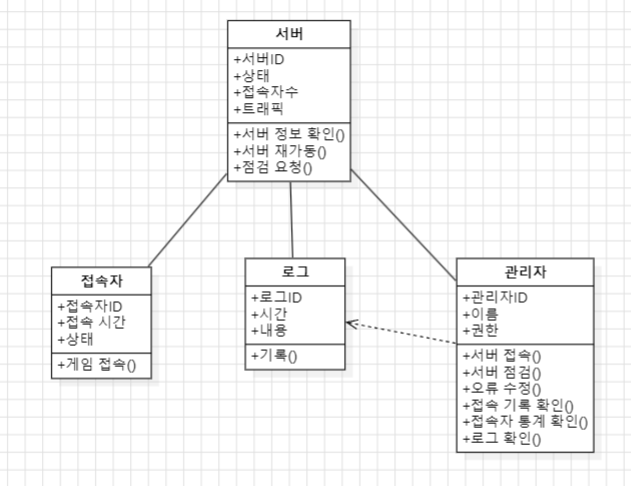 서버
+서버ID
+상태
+접속자수
+트래픽
+서버 정보 확인()
+서버 재가동()
+점검 요청()
접속자
+접속자ID
+접속 시간
+상태
+게임 접속()
로그
+로그ID
+시간
+내용
+기록()
관리자
+관리자ID
+이름
+권한
+서버 접속()
+서버 점검()
+오류 수정()
+접속 기록 확인()
+접속자 통계 확인()
+로그 확인()